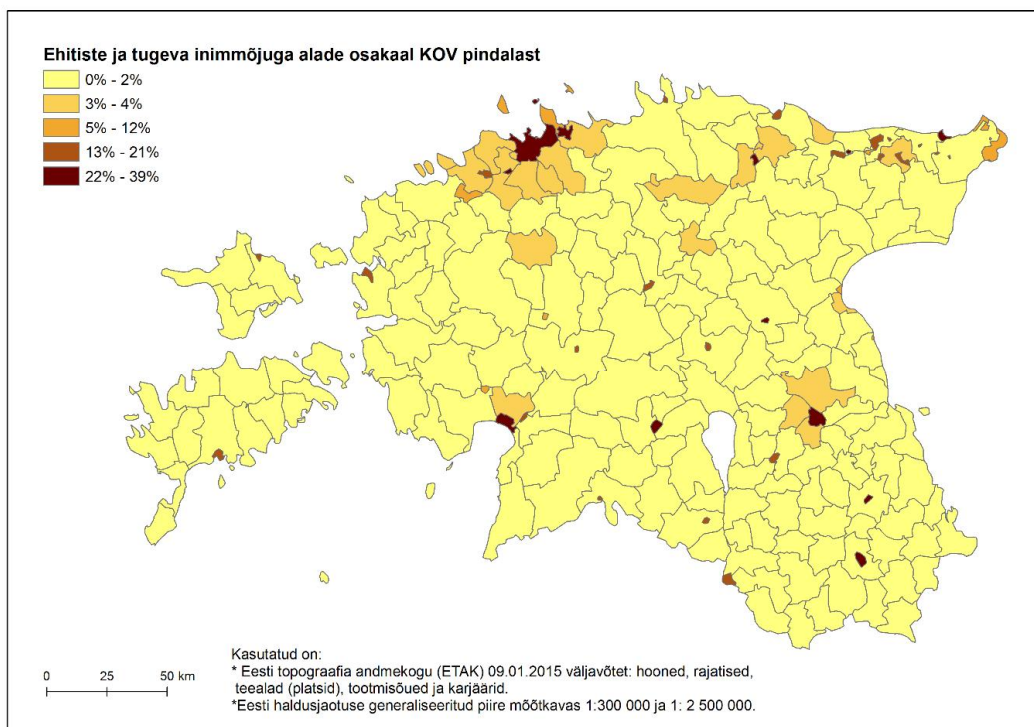 Ehitiste ja tugeva inimmõjuga alade osakaal KOV pindalast
0% - 2%
3% - 4%
5% - 12%
13% - 21%
22% - 39%
Kasutatud on:
* Eesti topograafia andmekogu (ETAK) 09.01.2015 väljavõtet: hooned, rajatised,
teealad (platsid), tootmisõued ja karjäärid.
*Eesti haldusjaotuse generaliseeritud piire mõõtkavas 1:300 000 ja 1: 2 500 000.
0 25 50 km